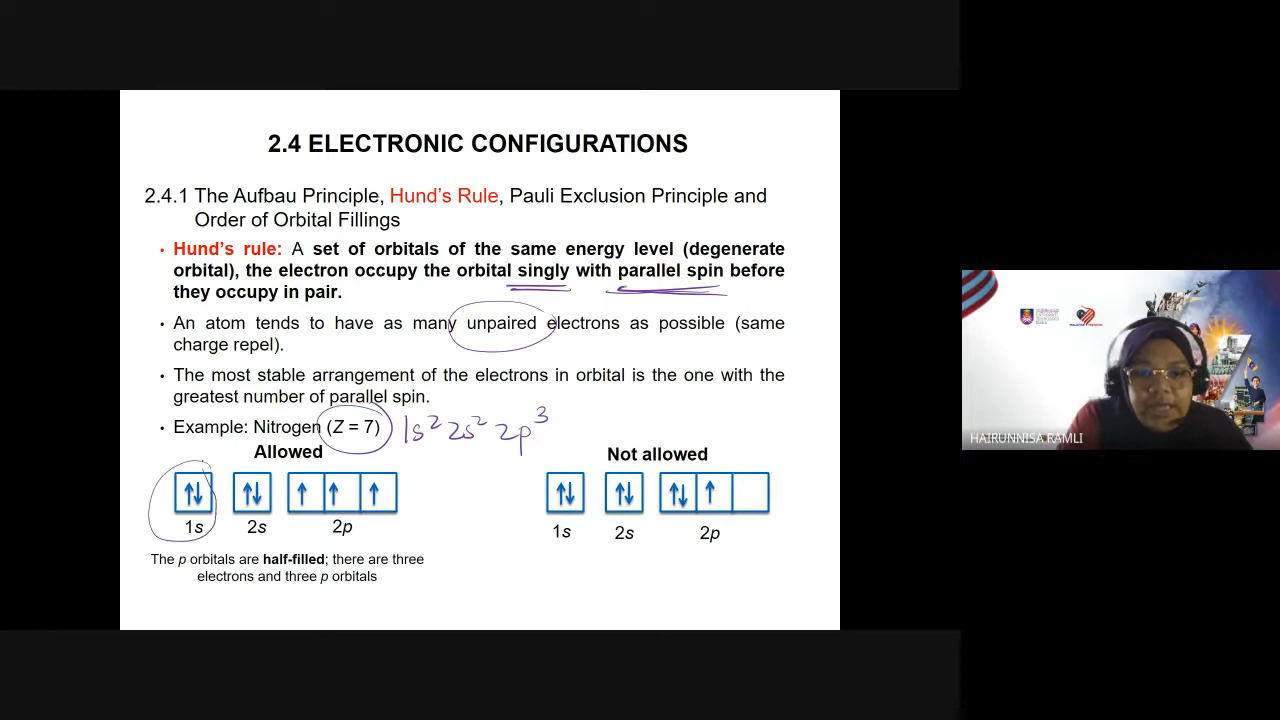 2.4 ELECTRONIC CONFIGURATIONS
2.4.1 The Aufbau Principle, Hund's Rule, Pauli Exclusion Principle and
Order of Orbital Fillings
• Hund's rule: A set of orbitals of the same energy level (degenerate
orbital), the electron occupy the orbital singly with parallel spin before
they occupy in pair.
• An atom tends to have as many unpaired electrons as possible (same
charge repel).
• The most stable arrangement of the electrons in orbital is the one with the
greatest number of parallel spin.
• Example: Nitrogen (Z = 7) 1s² 2s² 2p³
Allowed
Not allowed
↑↓ ↑↓ ↑ ↑ ↑
1s 2s 2p
↑↓ ↑↓ ↑↓ ↑
1s 2s 2p
The p orbitals are half-filled; there are three
electrons and three p orbitals
HAIRUNNISA RAMLI